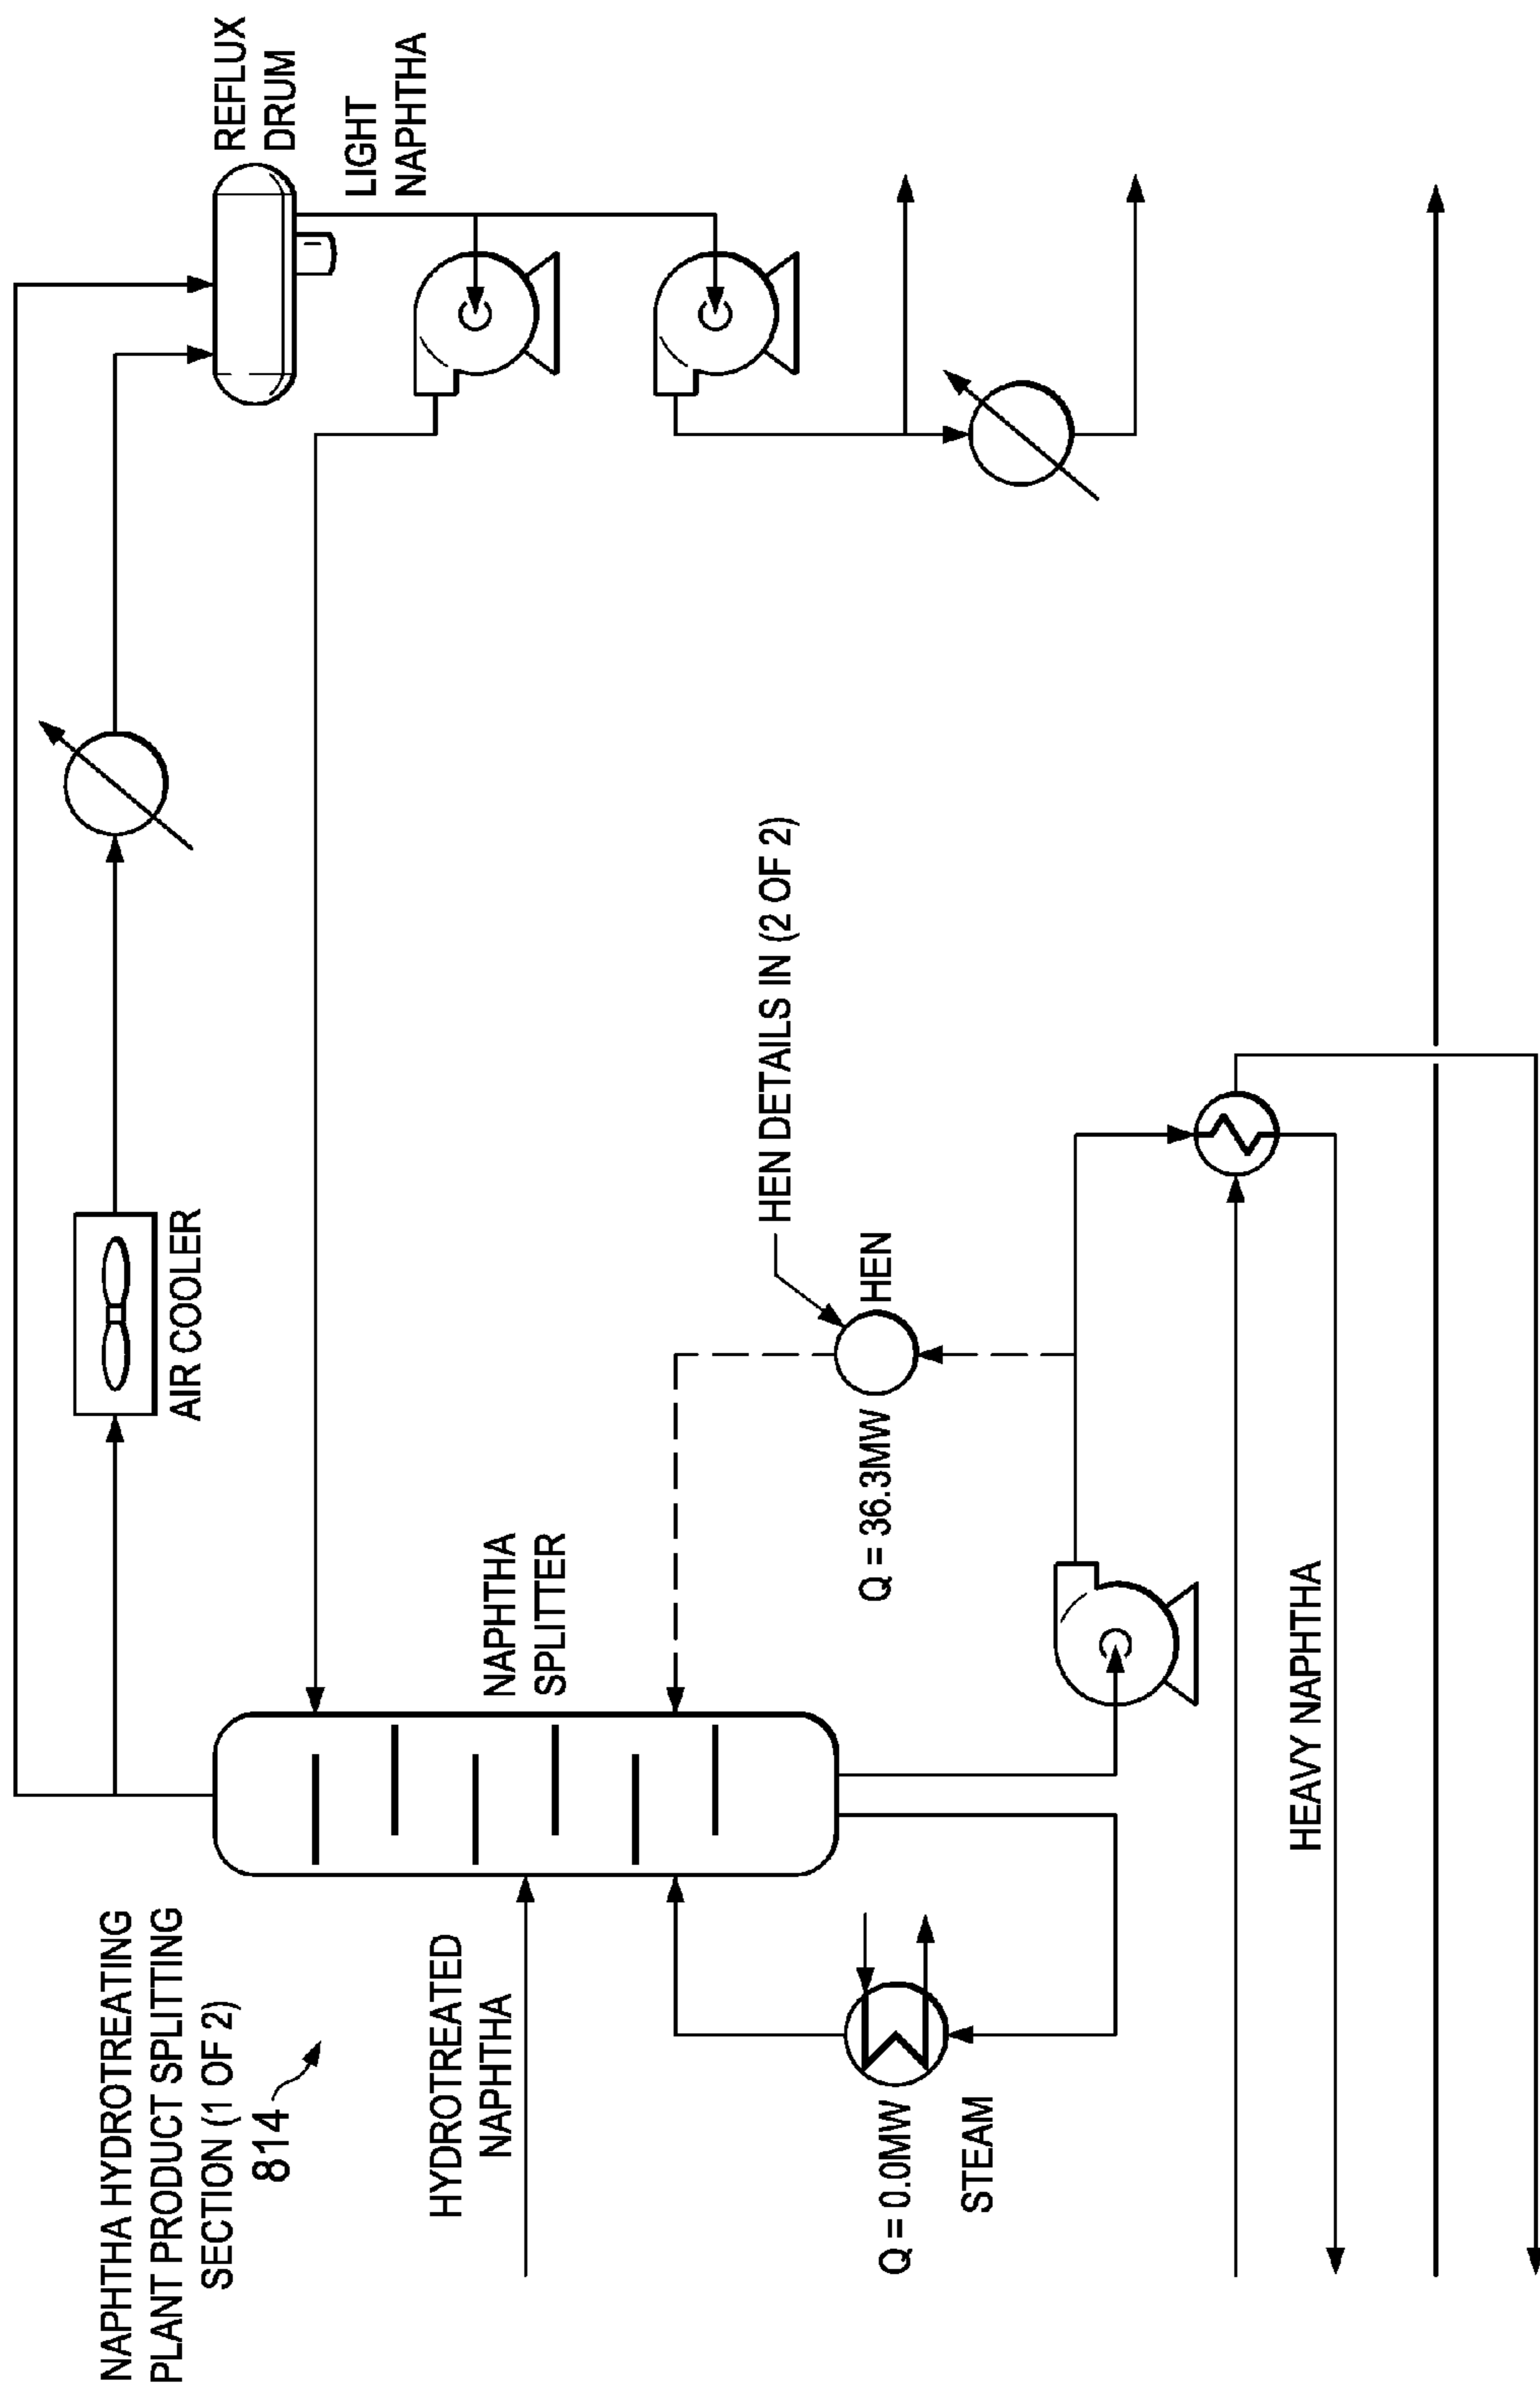 NAPHTHA HYDROTREATING
PLANT PRODUCT SPLITTING
SECTION (1 OF 2)
814
AIR COOLER
REFLUX
DRUM
LIGHT
NAPHTHA
NAPHTHA
SPLITTER
HYDROTREATED
NAPHTHA
HEN DETAILS IN (2 OF 2)
HEN
Q = 36.3MW
Q = 0.0MW
STEAM
HEAVY NAPHTHA